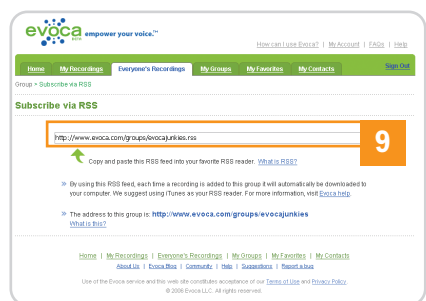 evoca beta empower your voice.™
How can I use Evoca? | My Account | FAQs | Help
Home My Recordings Everyone's Recordings My Groups My Favorites My Contacts Sign Out
Group > Subscribe via RSS
Subscribe via RSS
http://www.evoca.com/groups/evocajunkies.rss
9
Copy and paste this RSS feed into your favorite RSS reader. What is RSS?
» By using this RSS feed, each time a recording is added to this group it will automatically be downloaded to
your computer. We suggest using iTunes as your RSS reader. For more information, visit Evoca help.
» The address to this group is: http://www.evoca.com/groups/evocajunkies
What is this?
Home | My Recordings | Everyone's Recordings | My Groups | My Favorites | My Contacts
About Us | Evoca Blog | Community | Help | Suggestions | Report a bug
Use of the Evoca service and this web site constitutes acceptance of our Terms of Use and Privacy Policy.
© 2006 Evoca LLC. All rights reserved.